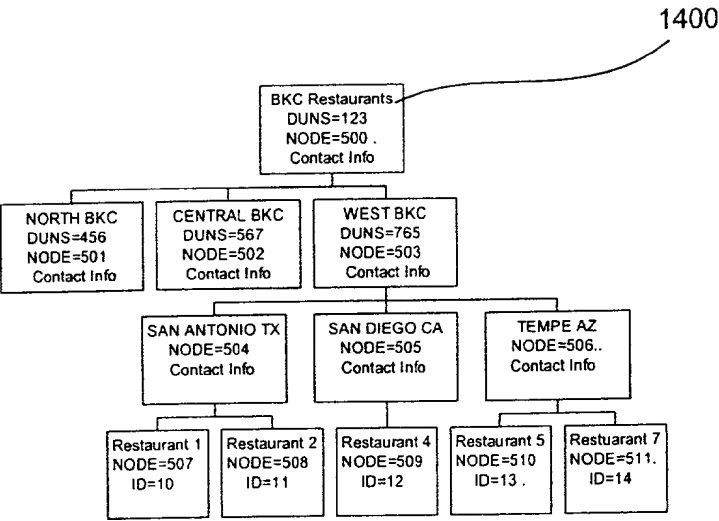 1400
BKC Restaurants
DUNS=123
NODE=500 .
Contact Info
NORTH BKC
DUNS=456
NODE=501
Contact Info
CENTRAL BKC
DUNS=567
NODE=502
Contact Info
WEST BKC
DUNS=765
NODE=503
Contact Info
SAN ANTONIO TX
NODE=504
Contact Info
SAN DIEGO CA
NODE=505
Contact Info
TEMPE AZ
NODE=506..
Contact Info
Restaurant 1
NODE=507
ID=10
Restaurant 2
NODE=508
ID=11
Restaurant 4
NODE=509
ID=12
Restaurant 5
NODE=510
ID=13 .
Restuarant 7
NODE=511.
ID=14